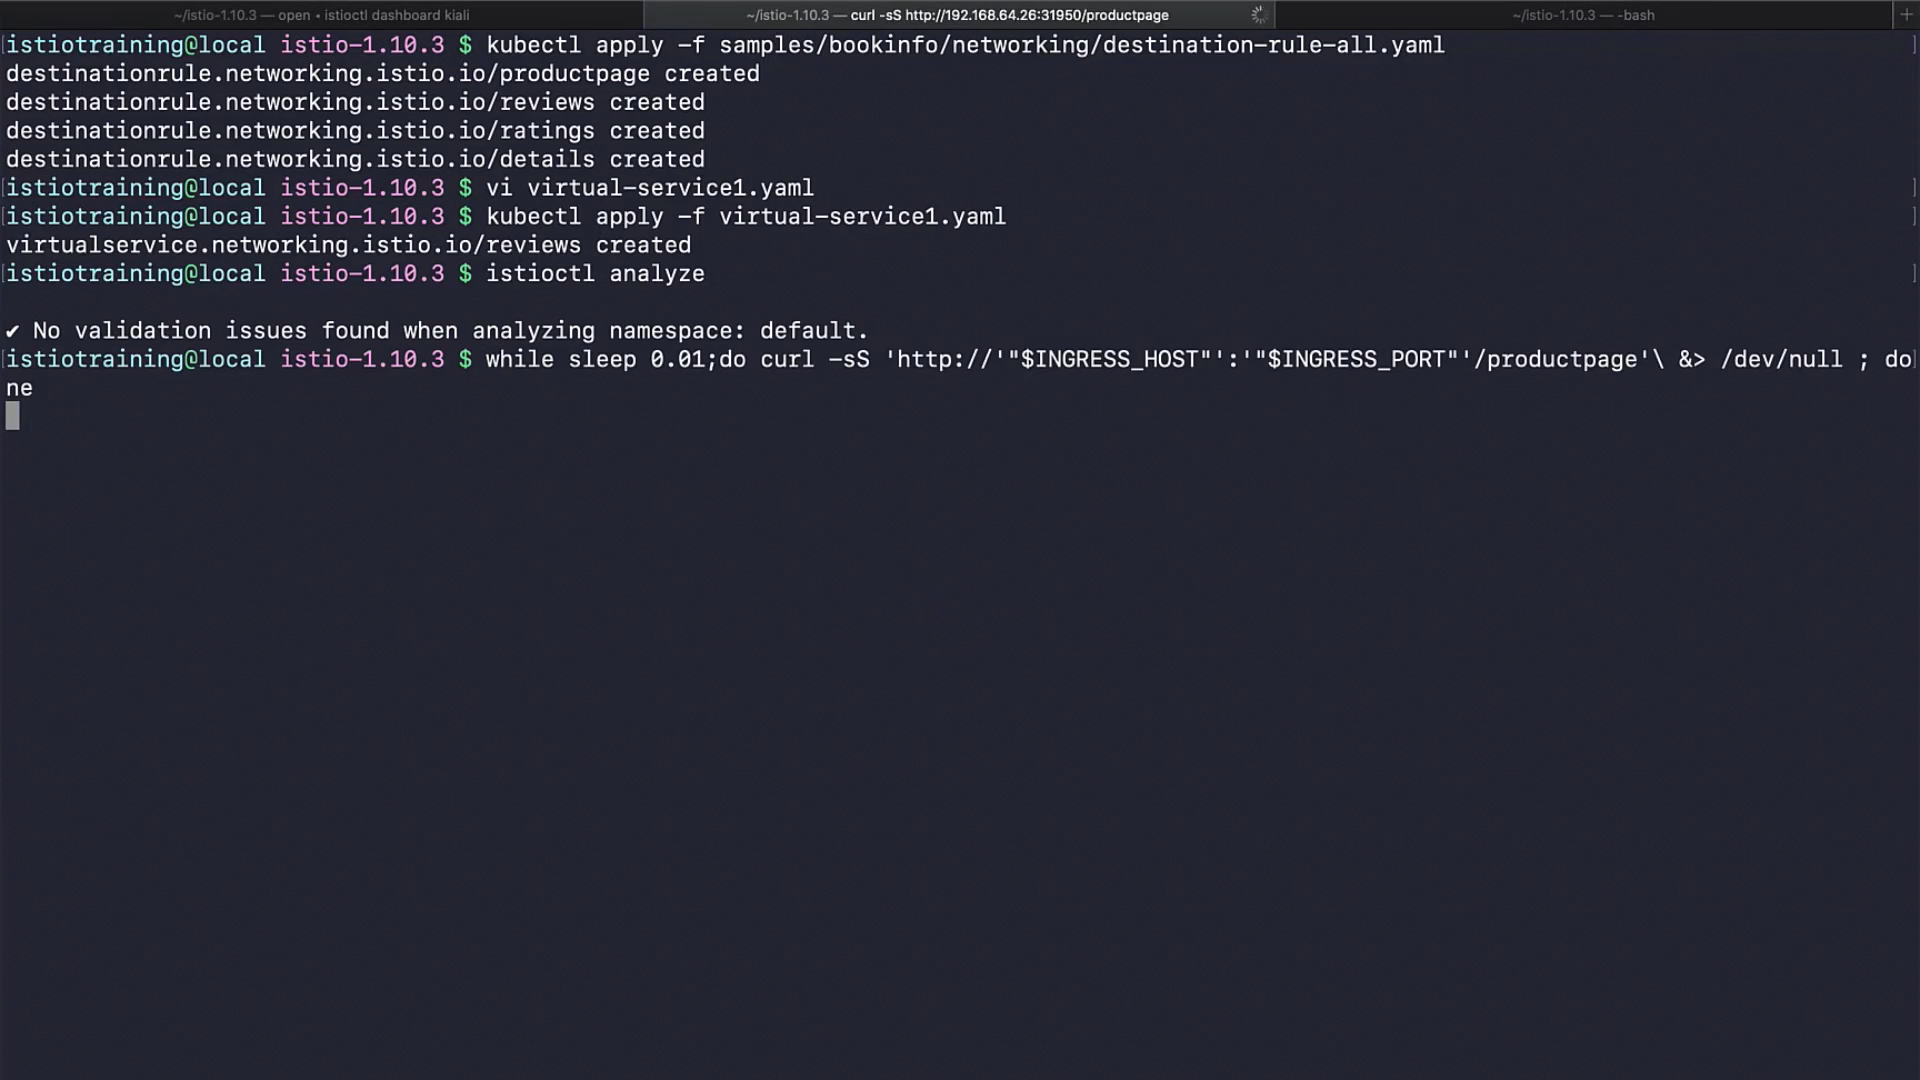 ~/istio-1.10.3 — open • istioctl dashboard kiali
~/istio-1.10.3 — curl -sS http://192.168.64.26:31950/productpage
~/istio-1.10.3 — -bash
+
[istiotraining@local istio-1.10.3 $ kubectl apply -f samples/bookinfo/networking/destination-rule-all.yaml ]
destinationrule.networking.istio.io/productpage created
destinationrule.networking.istio.io/reviews created
destinationrule.networking.istio.io/ratings created
destinationrule.networking.istio.io/details created
[istiotraining@local istio-1.10.3 $ vi virtual-service1.yaml ]
[istiotraining@local istio-1.10.3 $ kubectl apply -f virtual-service1.yaml ]
virtualservice.networking.istio.io/reviews created
[istiotraining@local istio-1.10.3 $ istioctl analyze ]
✔ No validation issues found when analyzing namespace: default.
[istiotraining@local istio-1.10.3 $ while sleep 0.01;do curl -sS 'http://'"$INGRESS_HOST"':'"$INGRESS_PORT"'/productpage'\ &> /dev/null ; do]
ne